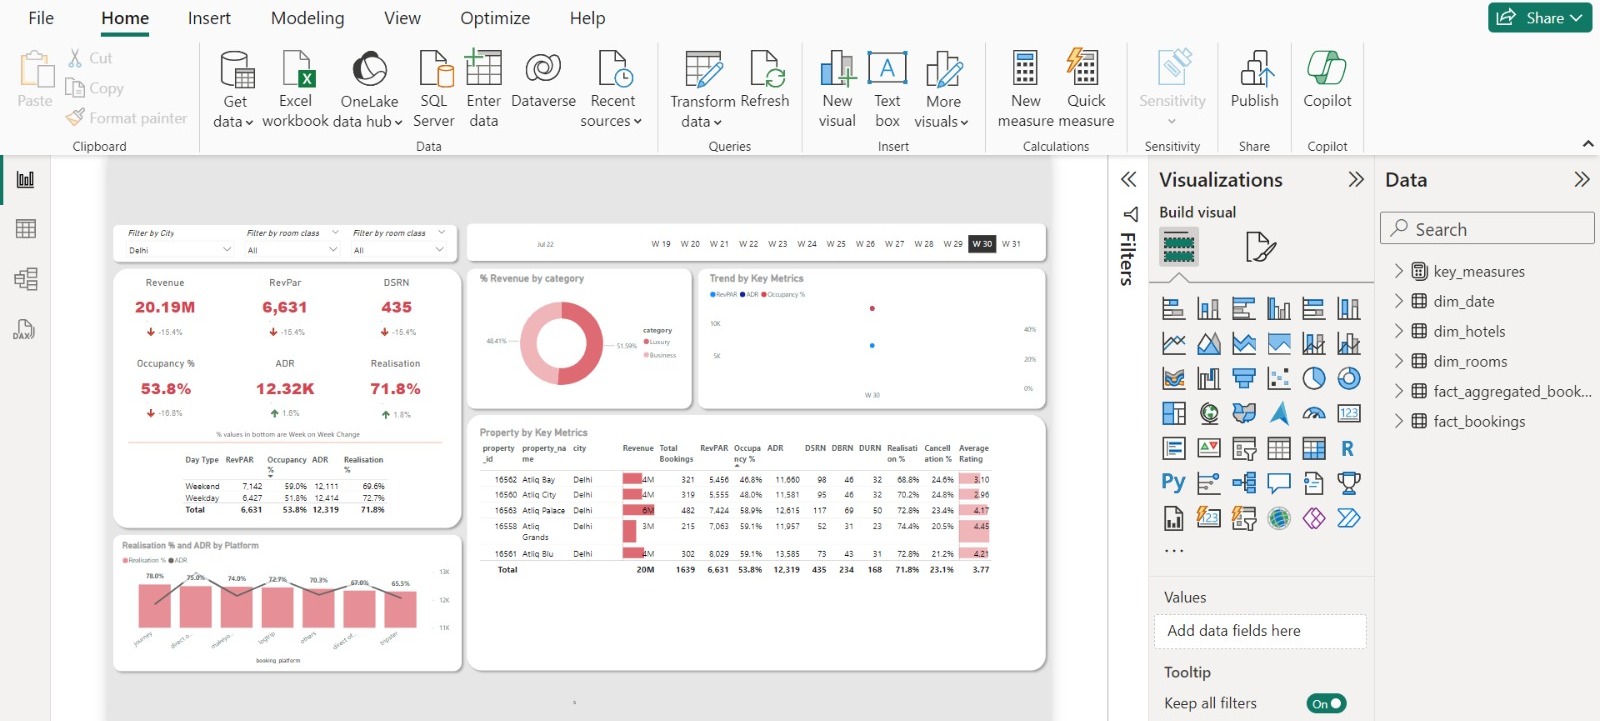 File Home Insert Modeling View Optimize Help Share
Paste Cut
Copy
Format painter
Get data Excel workbook OneLake data hub SQL Server Enter data Dataverse Recent sources Transform data Refresh New visual Text box More visuals New measure Quick measure Sensitivity Publish Copilot
Clipboard Data Queries Insert Calculations Sensitivity Share Copilot
Filter by City Filter by room class Filter by room class
Delhi All All
Jul 22 W 19 W 20 W 21 W 22 W 23 W 24 W 25 W 26 W 27 W 28 W 29 W 30 W 31
Revenue RevPar DSRN
20.19M 6,631 435
-15.4% -15.4% -15.4%
Occupancy % ADR Realisation
53.8% 12.32K 71.8%
-16.8% 1.6% 1.8%
% values in bottom are Week on Week Change
Day Type RevPAR Occupancy % ADR Realisation %
Weekend 7,142 59.0% 12,111 69.6%
Weekday 6,427 51.8% 12,414 72.7%
Total 6,631 53.8% 12,319 71.8%
Realisation % and ADR by Platform
Realisation % ADR
78.0% 75.0% 74.0% 72.7% 70.3% 67.0% 65.5%
13K
12K
11K
journey direct o... makeyo... logtrip others direct of... tripster
booking platform
% Revenue by category
48.41% 51.59%
category
Luxury
Business
Trend by Key Metrics
RevPAR ADR Occupancy %
10K
5K
40%
20%
0%
W 30
Property by Key Metrics
property_id property_name city Revenue Total Bookings RevPAR Occupancy % ADR DSRN DBRN DURN Realisation % Cancellation % Average Rating
16562 Atliq Bay Delhi 4M 321 5,456 46.8% 11,660 98 46 32 68.8% 24.6% 3.10
16560 Atliq City Delhi 4M 319 5,555 48.0% 11,581 95 46 32 70.2% 24.8% 2.96
16563 Atliq Palace Delhi 6M 482 7,424 58.9% 12,615 117 69 50 72.8% 23.4% 4.17
16558 Atliq Grands Delhi 3M 215 7,063 59.1% 11,957 52 31 23 74.4% 20.5% 4.45
16561 Atliq Blu Delhi 4M 302 8,029 59.1% 13,585 73 43 31 72.8% 21.2% 4.21
Total 20M 1639 6,631 53.8% 12,319 435 234 168 71.8% 23.1% 3.77
Filters
Visualizations
Build visual
123
R
Py
123
...
Values
Add data fields here
Tooltip
Keep all filters On
Data
Search
key_measures
dim_date
dim_hotels
dim_rooms
fact_aggregated_book...
fact_bookings
DAX